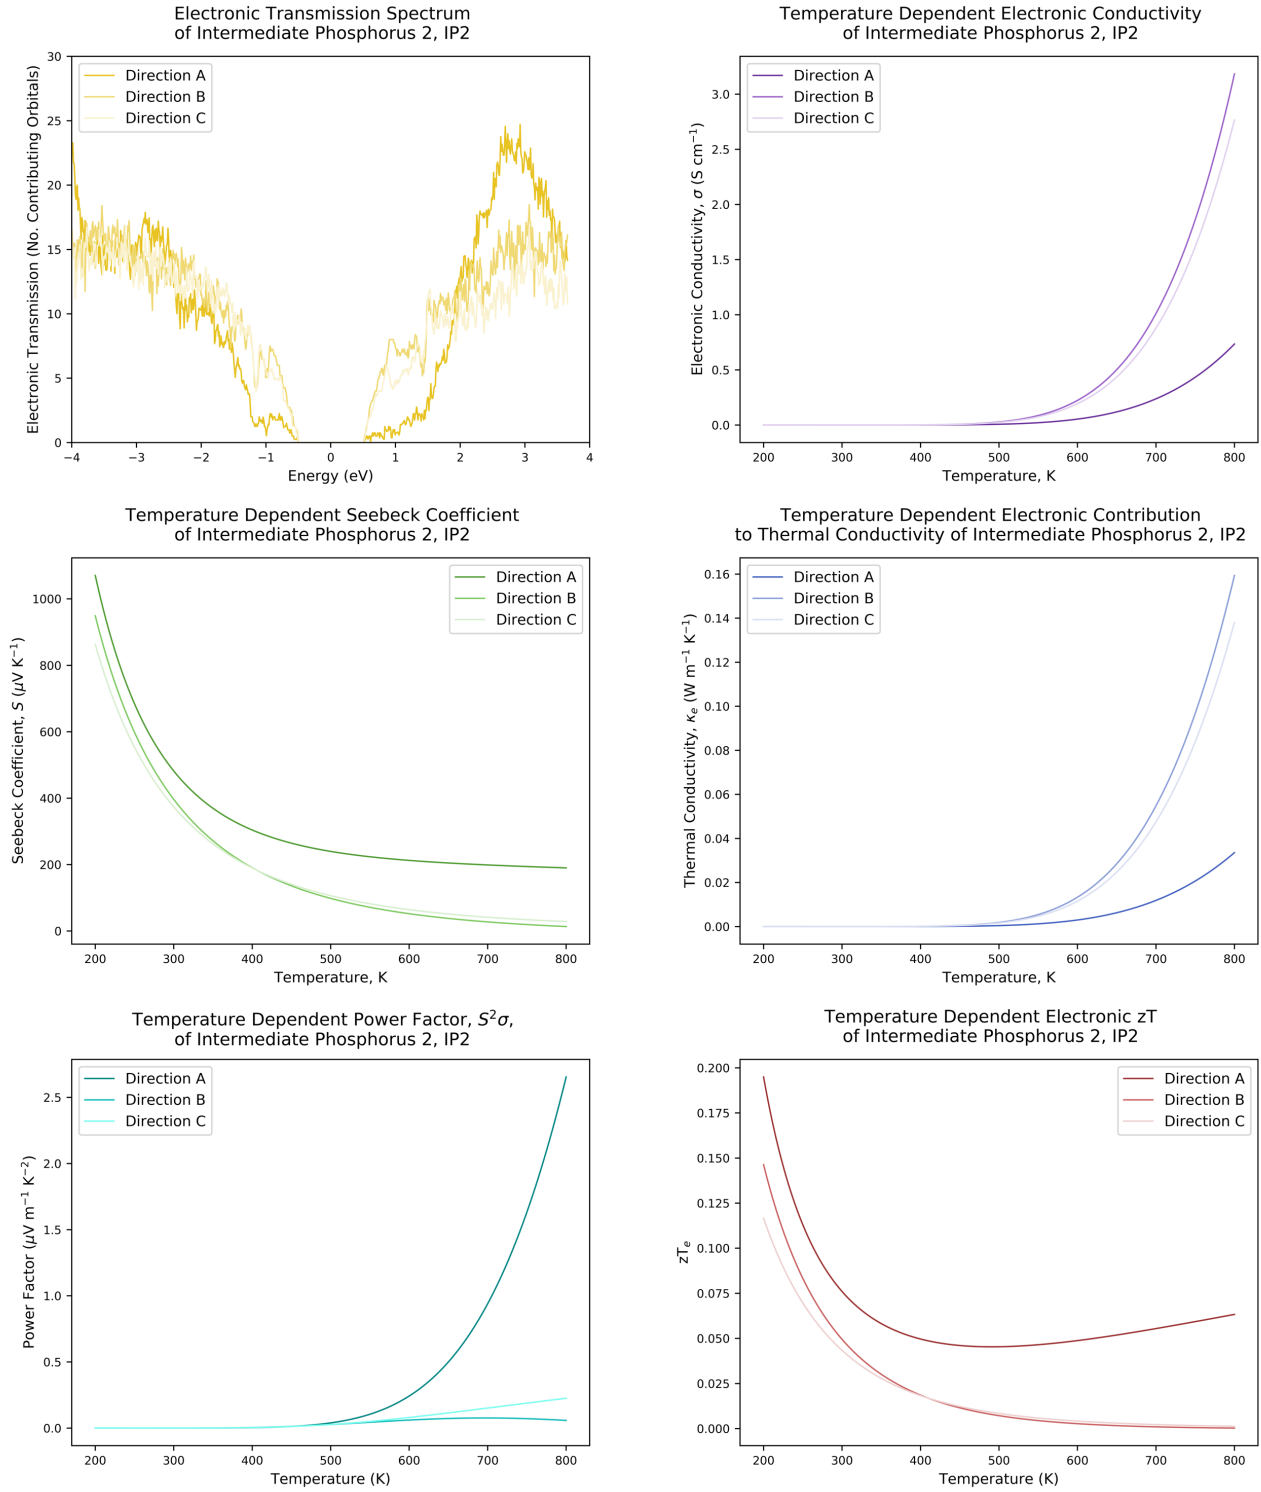 Electronic Transmission Spectrum
of Intermediate Phosphorus 2, IP2
Electronic Transmission (No. Contributing Orbitals)
30
25
20
15
10
5
0
Direction A
Direction B
Direction C
−4
−3
−2
−1
0
1
2
3
4
Energy (eV)
Temperature Dependent Electronic Conductivity
of Intermediate Phosphorus 2, IP2
Electronic Conductivity, σ (S cm⁻¹)
3.0
2.5
2.0
1.5
1.0
0.5
0.0
Direction A
Direction B
Direction C
200
300
400
500
600
700
800
Temperature, K
Temperature Dependent Seebeck Coefficient
of Intermediate Phosphorus 2, IP2
Seebeck Coefficient, S (μV K⁻¹)
1000
800
600
400
200
0
Direction A
Direction B
Direction C
200
300
400
500
600
700
800
Temperature, K
Temperature Dependent Electronic Contribution
to Thermal Conductivity of Intermediate Phosphorus 2, IP2
Thermal Conductivity, κₑ (W m⁻¹ K⁻¹)
0.16
0.14
0.12
0.10
0.08
0.06
0.04
0.02
0.00
Direction A
Direction B
Direction C
200
300
400
500
600
700
800
Temperature, K
Temperature Dependent Power Factor, S²σ,
of Intermediate Phosphorus 2, IP2
Power Factor (μV m⁻¹ K⁻²)
2.5
2.0
1.5
1.0
0.5
0.0
Direction A
Direction B
Direction C
200
300
400
500
600
700
800
Temperature (K)
Temperature Dependent Electronic zT
of Intermediate Phosphorus 2, IP2
zTₑ
0.200
0.175
0.150
0.125
0.100
0.075
0.050
0.025
0.000
Direction A
Direction B
Direction C
200
300
400
500
600
700
800
Temperature (K)